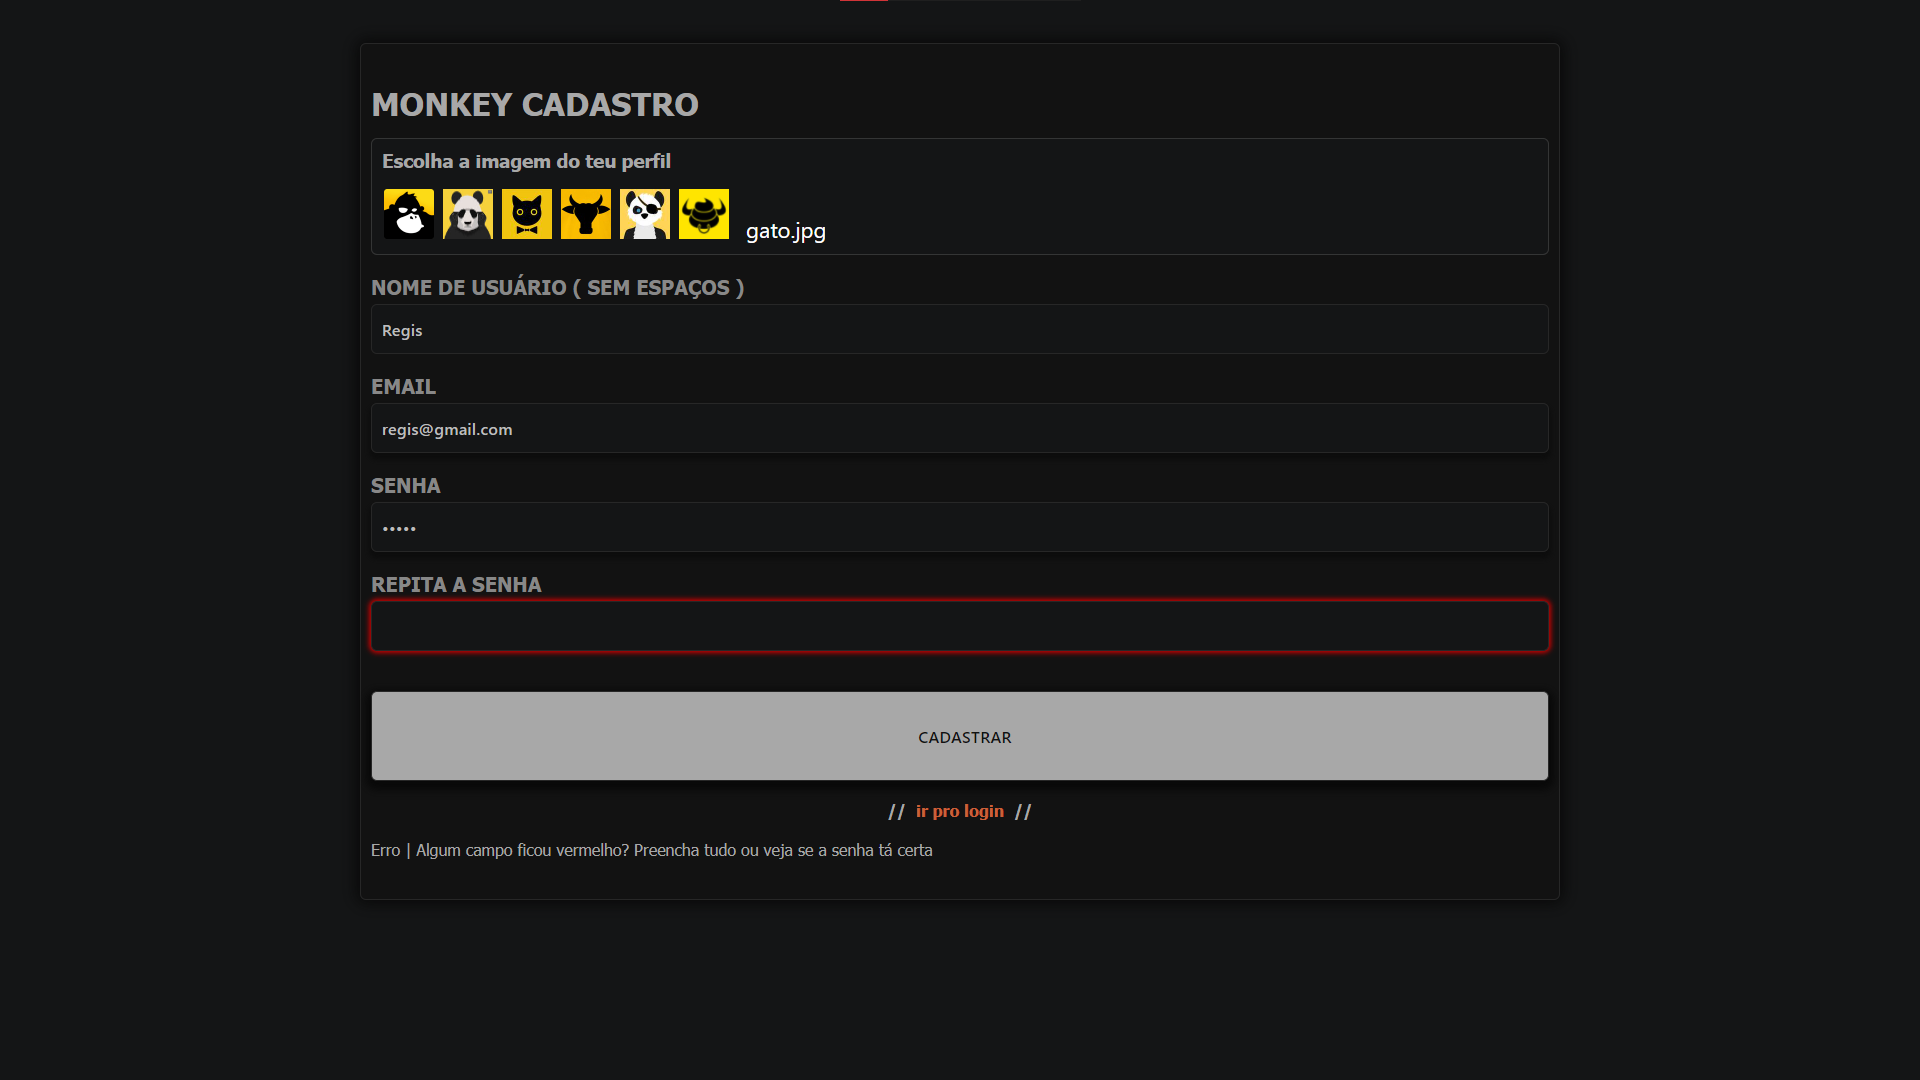 MONKEY CADASTRO
Escolha a imagem do teu perfil
gato.jpg
NOME DE USUÁRIO ( SEM ESPAÇOS )
Regis
EMAIL
regis@gmail.com
SENHA
•••••
REPITA A SENHA
CADASTRAR
// ir pro login //
Erro | Algum campo ficou vermelho? Preencha tudo ou veja se a senha tá certa